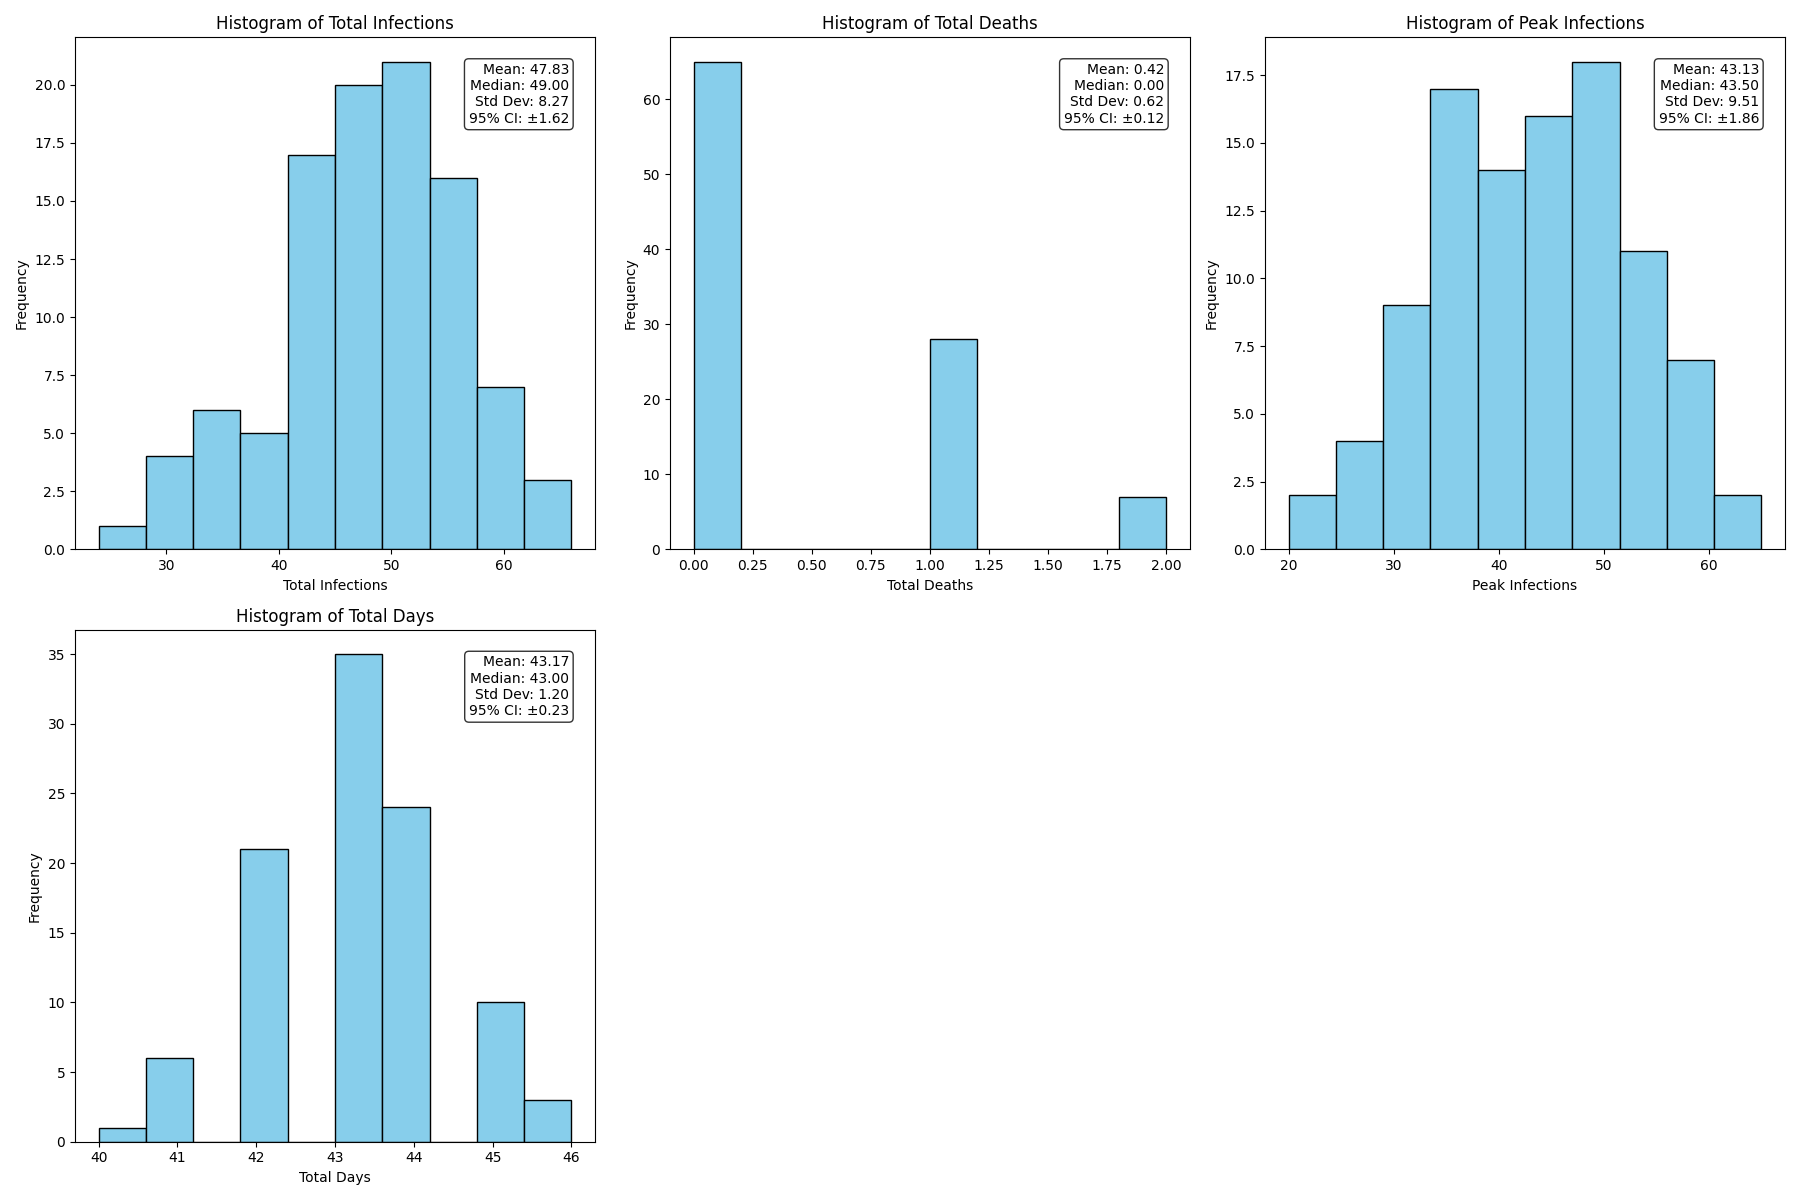 Histogram of Total Infections
Mean: 47.83
Median: 49.00
Std Dev: 8.27
95% CI: ±1.62
20.0
17.5
15.0
12.5
10.0
7.5
5.0
2.5
0.0
Frequency
30 40 50 60
Total Infections
Histogram of Total Deaths
Mean: 0.42
Median: 0.00
Std Dev: 0.62
95% CI: ±0.12
60
50
40
30
20
10
0
Frequency
0.00 0.25 0.50 0.75 1.00 1.25 1.50 1.75 2.00
Total Deaths
Histogram of Peak Infections
Mean: 43.13
Median: 43.50
Std Dev: 9.51
95% CI: ±1.86
17.5
15.0
12.5
10.0
7.5
5.0
2.5
0.0
Frequency
20 30 40 50 60
Peak Infections
Histogram of Total Days
Mean: 43.17
Median: 43.00
Std Dev: 1.20
95% CI: ±0.23
35
30
25
20
15
10
5
0
Frequency
40 41 42 43 44 45 46
Total Days